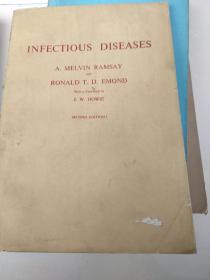 INFECTIOUS DISEASES
A. MELVIN RAMSAY
AND
RONALD T. D. EMOND
With a Foreword by
J. W. HOWIE
SECOND EDITION